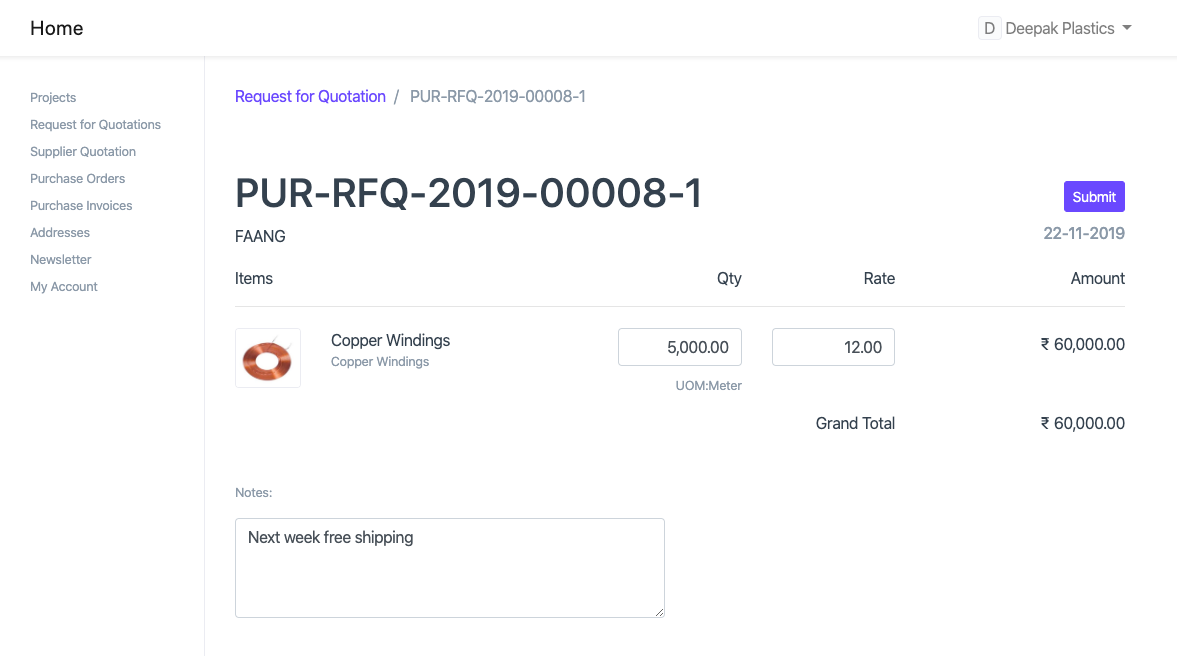 Home
D Deepak Plastics
Projects
Request for Quotations
Supplier Quotation
Purchase Orders
Purchase Invoices
Addresses
Newsletter
My Account
Request for Quotation / PUR-RFQ-2019-00008-1
PUR-RFQ-2019-00008-1
Submit
FAANG
22-11-2019
Items Qty Rate Amount
Copper Windings 5,000.00 12.00 ₹ 60,000.00
Copper Windings
UOM:Meter
Grand Total ₹ 60,000.00
Notes:
Next week free shipping